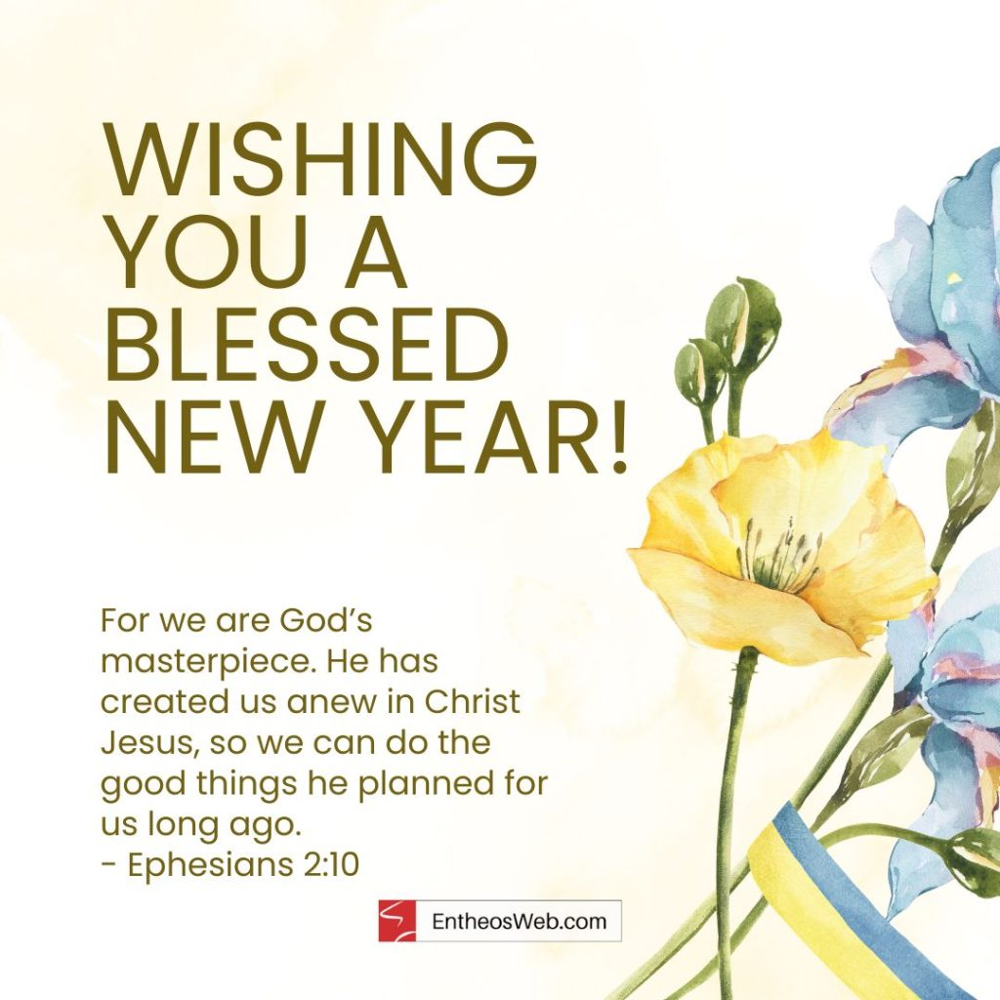 WISHING
YOU A
BLESSED
NEW YEAR!
For we are God’s
masterpiece. He has
created us anew in Christ
Jesus, so we can do the
good things he planned for
us long ago.
- Ephesians 2:10
EntheosWeb.com